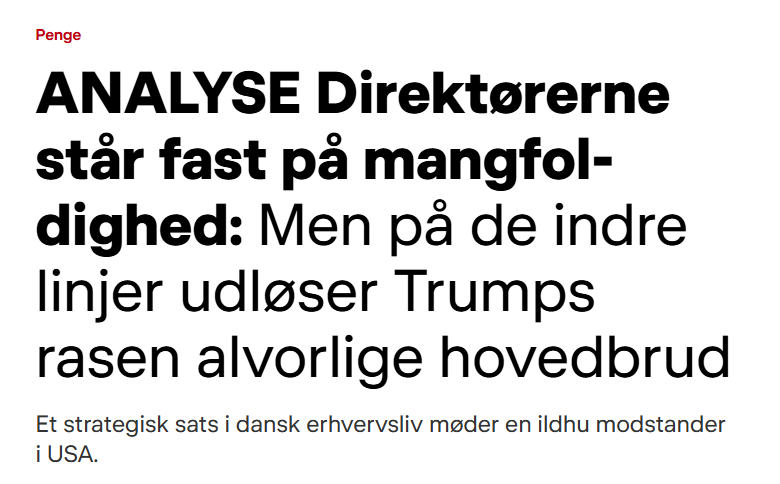 Penge
ANALYSE Direktørerne
står fast på mangfol-
dighed: Men på de indre
linjer udløser Trumps
rasen alvorlige hovedbrud
Et strategisk sats i dansk erhvervsliv møder en ildhu modstander
i USA.